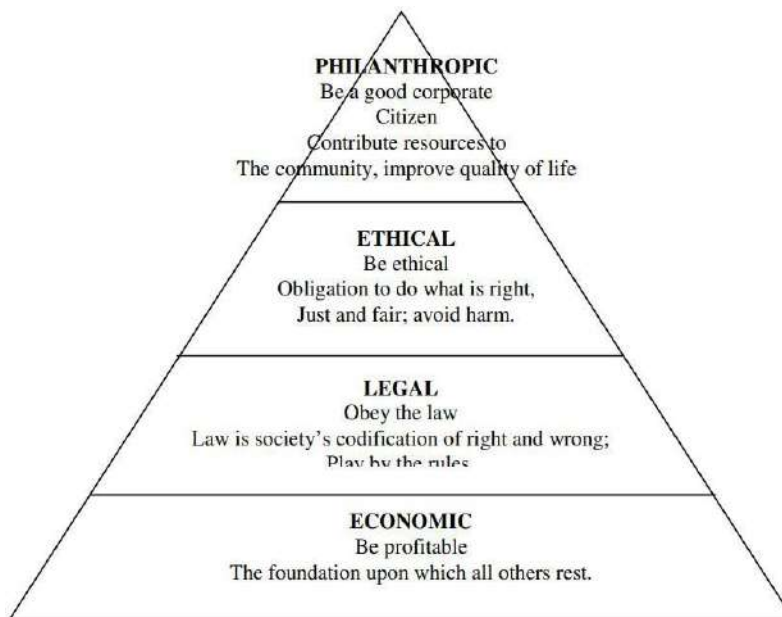 PHILANTHROPIC
Be a good corporate
Citizen
Contribute resources to
The community, improve quality of life
ETHICAL
Be ethical
Obligation to do what is right,
Just and fair; avoid harm.
LEGAL
Obey the law
Law is society's codification of right and wrong;
Play by the rules
ECONOMIC
Be profitable
The foundation upon which all others rest.